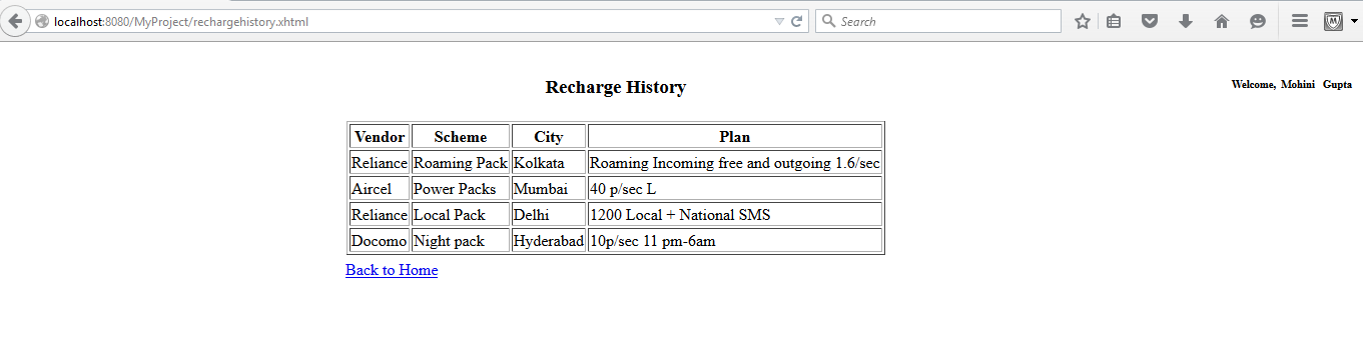 localhost:8080/MyProject/rechargehistory.xhtml Search
Recharge History Welcome, Mohini Gupta
Vendor Scheme City Plan
Reliance Roaming Pack Kolkata Roaming Incoming free and outgoing 1.6/sec
Aircel Power Packs Mumbai 40 p/sec L
Reliance Local Pack Delhi 1200 Local + National SMS
Docomo Night pack Hyderabad 10p/sec 11 pm-6am
Back to Home